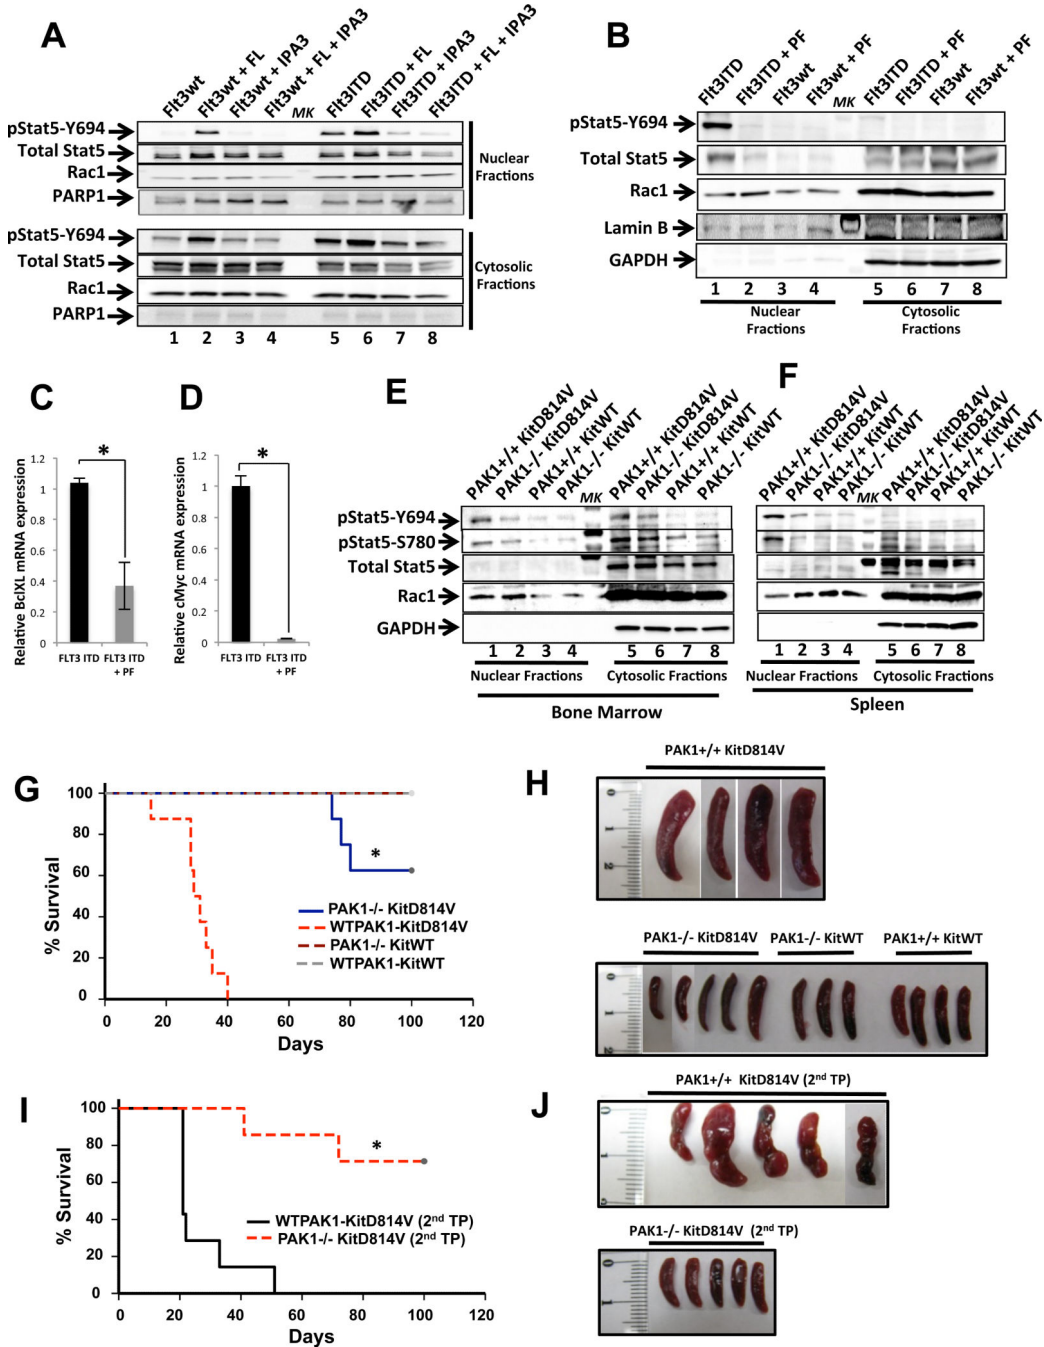 A
Flt3wt
Flt3wt + FL
Flt3wt + IPA3
Flt3wt + FL + IPA3
MK
Flt3ITD
Flt3ITD + FL
Flt3ITD + IPA3
Flt3ITD + FL + IPA3
pStat5-Y694
Total Stat5
Rac1
PARP1
Nuclear
Fractions
pStat5-Y694
Total Stat5
Rac1
PARP1
Cytosolic
Fractions
1 2 3 4 5 6 7 8
B
Flt3ITD
Flt3ITD + PF
Flt3wt
Flt3wt + PF
MK
Flt3ITD
Flt3ITD + PF
Flt3wt
Flt3wt + PF
pStat5-Y694
Total Stat5
Rac1
Lamin B
GAPDH
1 2 3 4 5 6 7 8
Nuclear
Fractions
Cytosolic
Fractions
C
Relative BclXL mRNA expression
1.2
1
0.8
0.6
0.4
0.2
0
*
FLT3 ITD
FLT3 ITD
+ PF
D
Relative cMyc mRNA expression
1.2
1
0.8
0.6
0.4
0.2
0
*
FLT3 ITD
FLT3 ITD
+ PF
E
PAK1+/+ KitD814V
PAK1-/- KitD814V
PAK1+/+ KitWT
PAK1-/- KitWT
MK
PAK1+/+ KitD814V
PAK1-/- KitD814V
PAK1+/+ KitWT
PAK1-/- KitWT
pStat5-Y694
pStat5-S780
Total Stat5
Rac1
GAPDH
1 2 3 4 5 6 7 8
Nuclear Fractions
Cytosolic Fractions
Bone Marrow
F
PAK1+/+ KitD814V
PAK1-/- KitD814V
PAK1+/+ KitWT
PAK1-/- KitWT
MK
PAK1+/+ KitD814V
PAK1-/- KitD814V
PAK1+/+ KitWT
PAK1-/- KitWT
1 2 3 4 5 6 7 8
Nuclear Fractions
Cytosolic Fractions
Spleen
G
% Survival
100
80
60
40
20
0
*
PAK1-/- KitD814V
WTPAK1-KitD814V
PAK1-/- KitWT
WTPAK1-KitWT
0 20 40 60 80 100 120
Days
H
PAK1+/+ KitD814V
0
1
2
PAK1-/- KitD814V
PAK1-/- KitWT
PAK1+/+ KitWT
0
1
2
I
% Survival
100
80
60
40
20
0
*
WTPAK1-KitD814V (2nd TP)
PAK1-/- KitD814V (2nd TP)
0 20 40 60 80 100 120
Days
J
PAK1+/+ KitD814V (2nd TP)
0
1
PAK1-/- KitD814V (2nd TP)
0
1